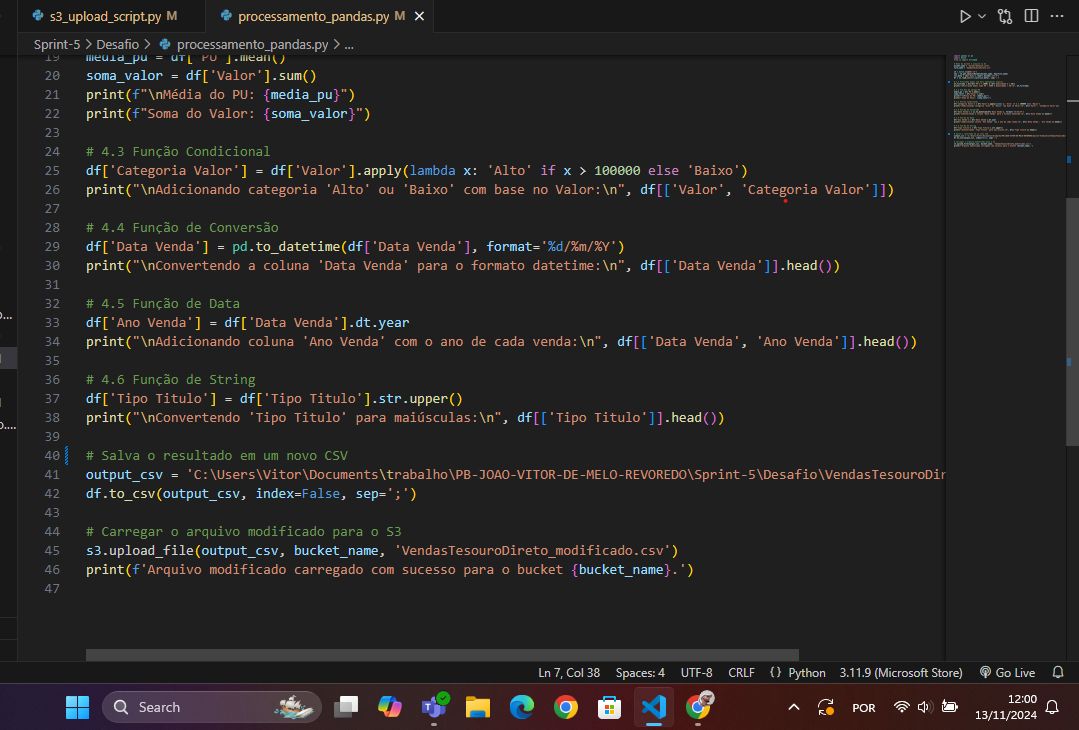 s3_upload_script.py M
processamento_pandas.py M
Sprint-5 > Desafio > processamento_pandas.py > ...
19 media_pu = df['PU'].mean()
20 soma_valor = df['Valor'].sum()
21 print(f"\nMédia do PU: {media_pu}")
22 print(f"Soma do Valor: {soma_valor}")
23
24 # 4.3 Função Condicional
25 df['Categoria Valor'] = df['Valor'].apply(lambda x: 'Alto' if x > 100000 else 'Baixo')
26 print("\nAdicionando categoria 'Alto' ou 'Baixo' com base no Valor:\n", df[['Valor', 'Categoria Valor']])
27
28 # 4.4 Função de Conversão
29 df['Data Venda'] = pd.to_datetime(df['Data Venda'], format='%d/%m/%Y')
30 print("\nConvertendo a coluna 'Data Venda' para o formato datetime:\n", df[['Data Venda']].head())
31
32 # 4.5 Função de Data
33 df['Ano Venda'] = df['Data Venda'].dt.year
34 print("\nAdicionando coluna 'Ano Venda' com o ano de cada venda:\n", df[['Data Venda', 'Ano Venda']].head())
35
36 # 4.6 Função de String
37 df['Tipo Titulo'] = df['Tipo Titulo'].str.upper()
38 print("\nConvertendo 'Tipo Titulo' para maiúsculas:\n", df[['Tipo Titulo']].head())
39
40 # Salva o resultado em um novo CSV
41 output_csv = 'C:\Users\Vitor\Documents\trabalho\PB-JOAO-VITOR-DE-MELO-REVOREDO\Sprint-5\Desafio\VendasTesouroDir
42 df.to_csv(output_csv, index=False, sep=';')
43
44 # Carregar o arquivo modificado para o S3
45 s3.upload_file(output_csv, bucket_name, 'VendasTesouroDireto_modificado.csv')
46 print(f'Arquivo modificado carregado com sucesso para o bucket {bucket_name}.')
47
Ln 7, Col 38 Spaces: 4 UTF-8 CRLF {} Python 3.11.9 (Microsoft Store) Go Live
Search
POR
12:00
13/11/2024